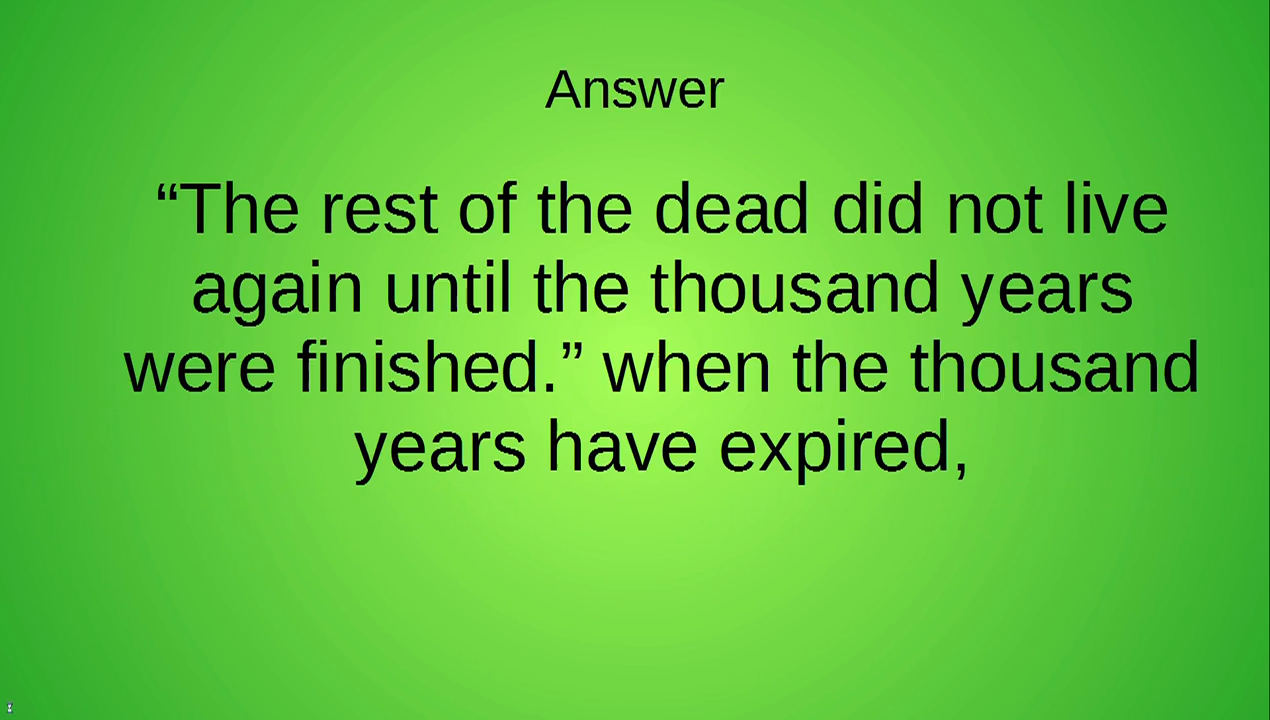 Answer
“The rest of the dead did not live
again until the thousand years
were finished.” when the thousand
years have expired,